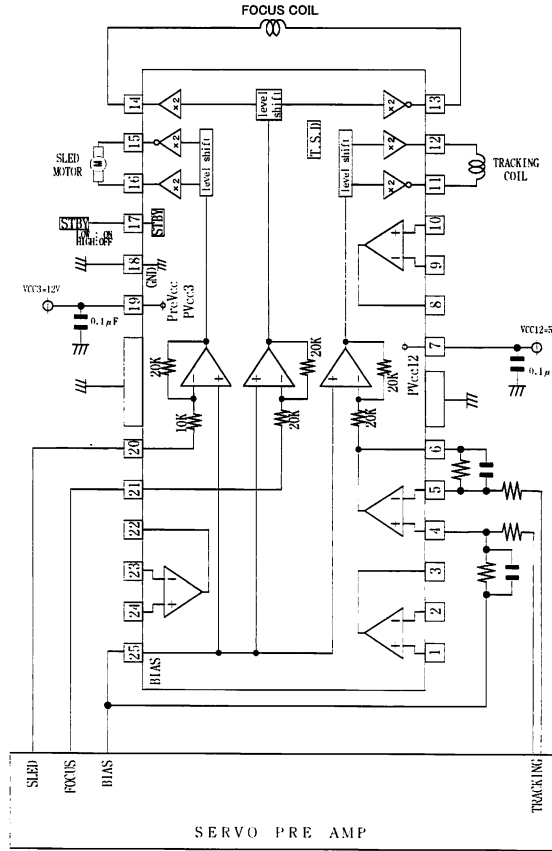 FOCUS COIL
14
×2
level shift
×2
13
15
×2
T.S.D
×2
12
SLED MOTOR
M
level shift
level shift
TRACKING COIL
16
×2
×2
11
STBY
LOW : ON
HIGH:OFF
17
STBY
10
18
GND
9
VCC3=12V
19
PreVcc
PVcc3
8
0.1μF
20K
20K
20K
PVcc12
7
VCC12=5
0.1μ
10K
20K
20K
20
6
21
5
22
4
23
3
24
2
25
BIAS
1
SLED
FOCUS
BIAS
TRACKING
SERVO PRE AMP